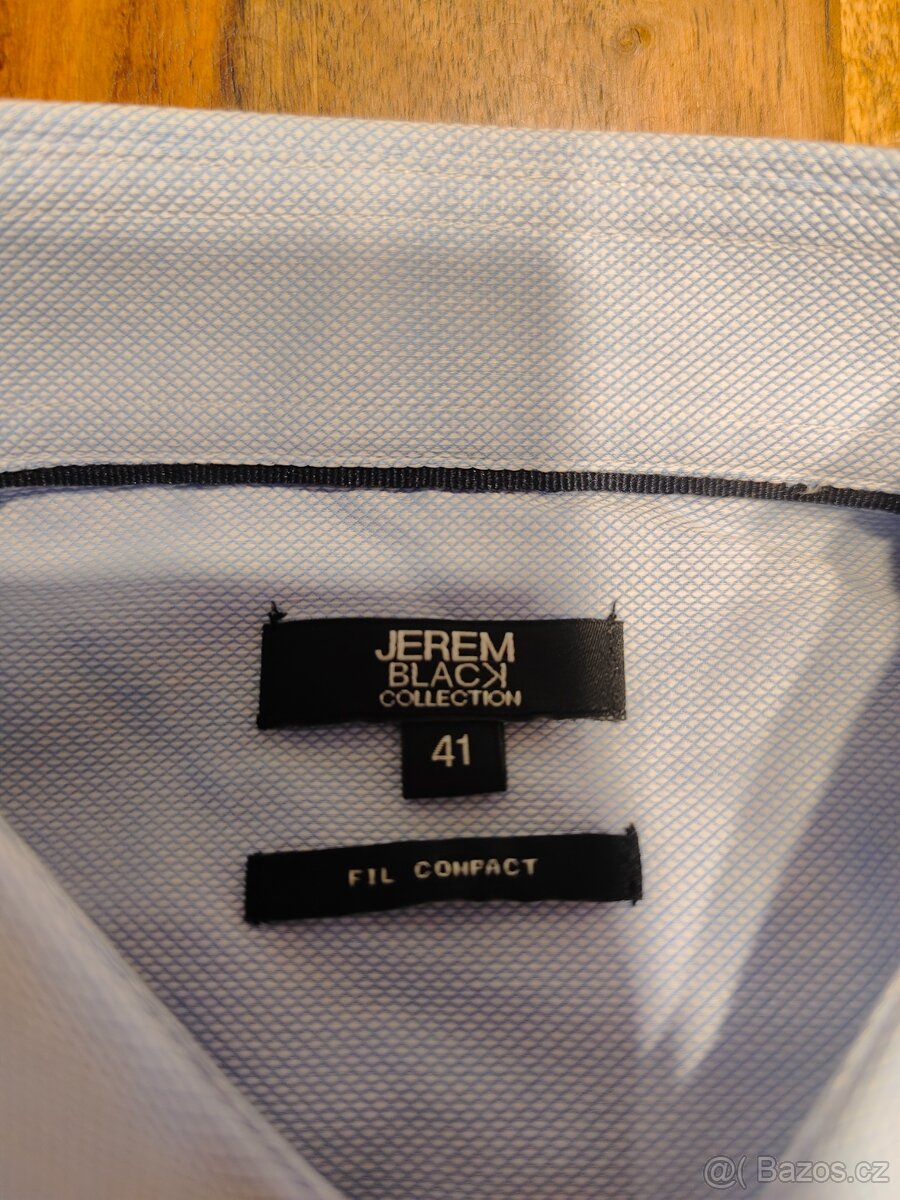 JEREM
BLACK
COLLECTION
41
FIL COMPACT
@( Bazos.cz